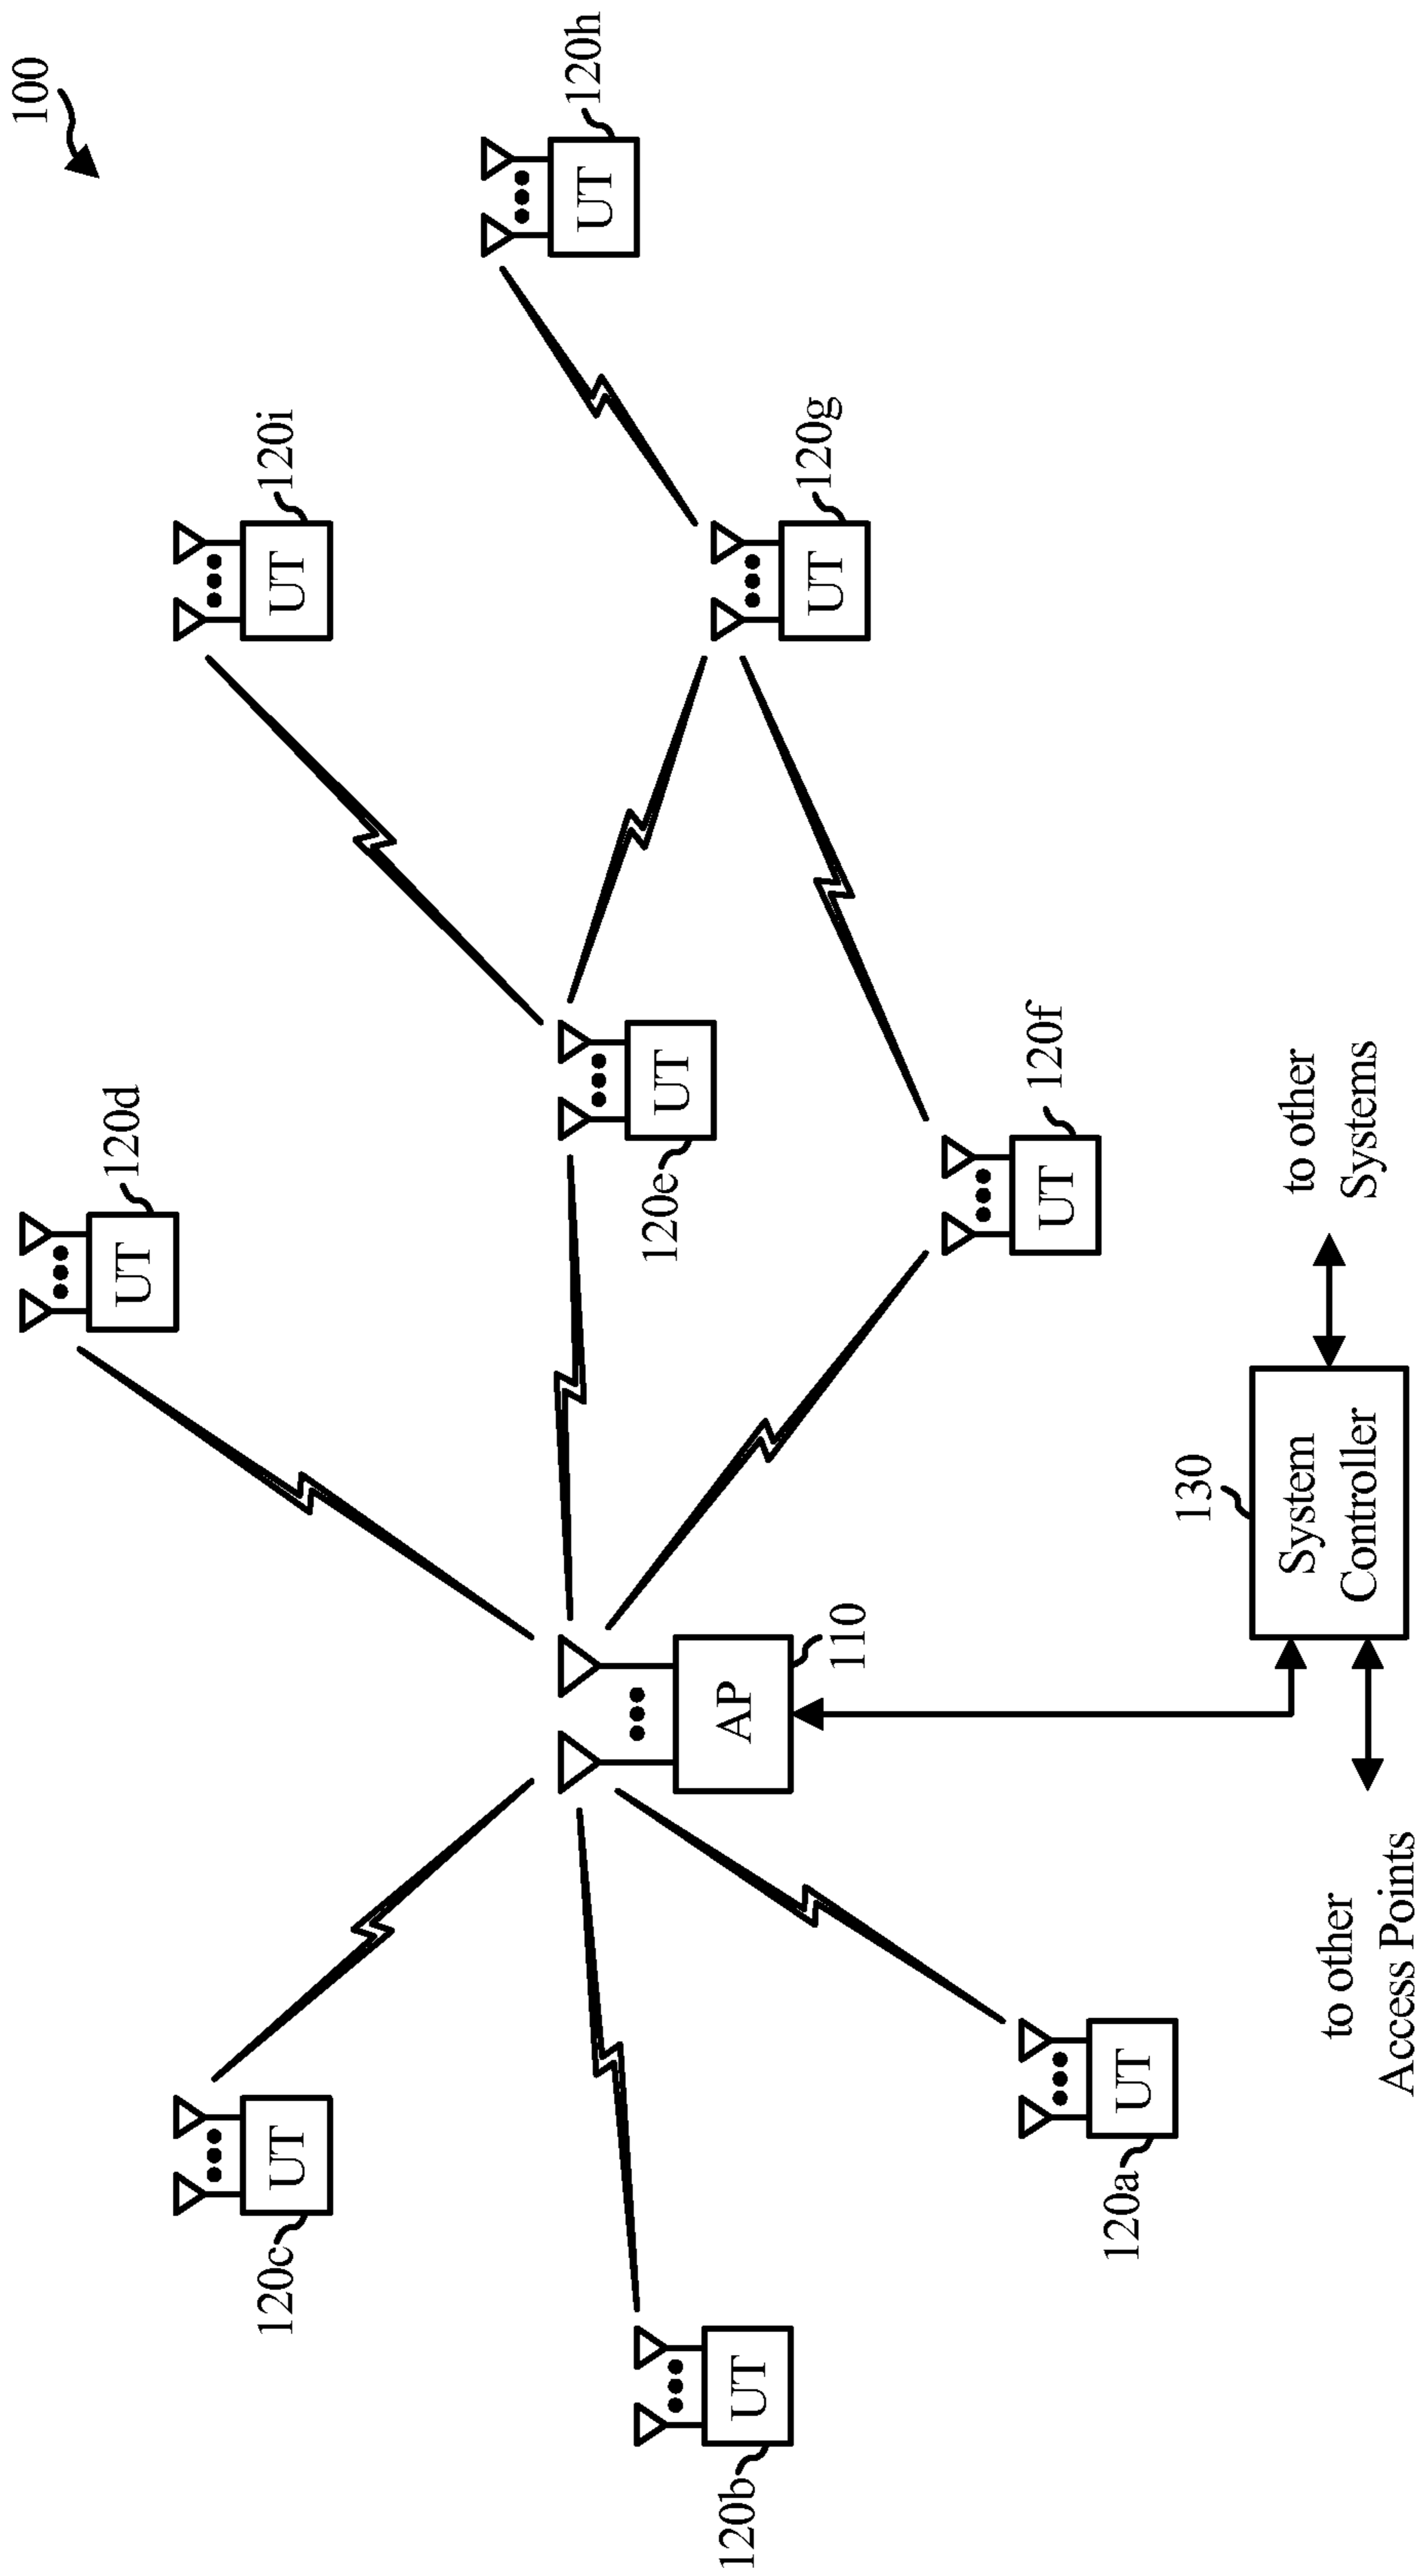 100
120d
UT
120i
UT
120c
UT
120h
UT
UT
120e
AP
110
120b
UT
UT
120g
UT
120f
120a
UT
130
System
Controller
to other
Systems
to other
Access Points